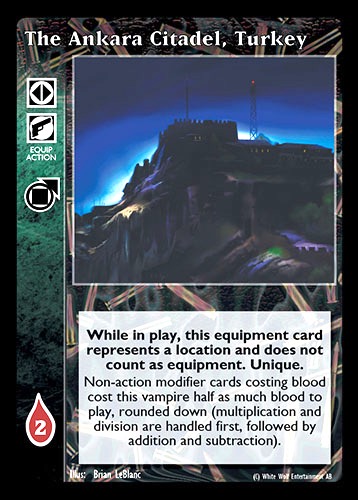 The Ankara Citadel, Turkey
EQUIP
ACTION
While in play, this equipment card
represents a location and does not
count as equipment. Unique.
Non-action modifier cards costing blood
cost this vampire half as much blood to
play, rounded down (multiplication and
division are handled first, followed by
addition and subtraction).
2
Illus: Brian LeBlanc (C) White Wolf Entertainment AB